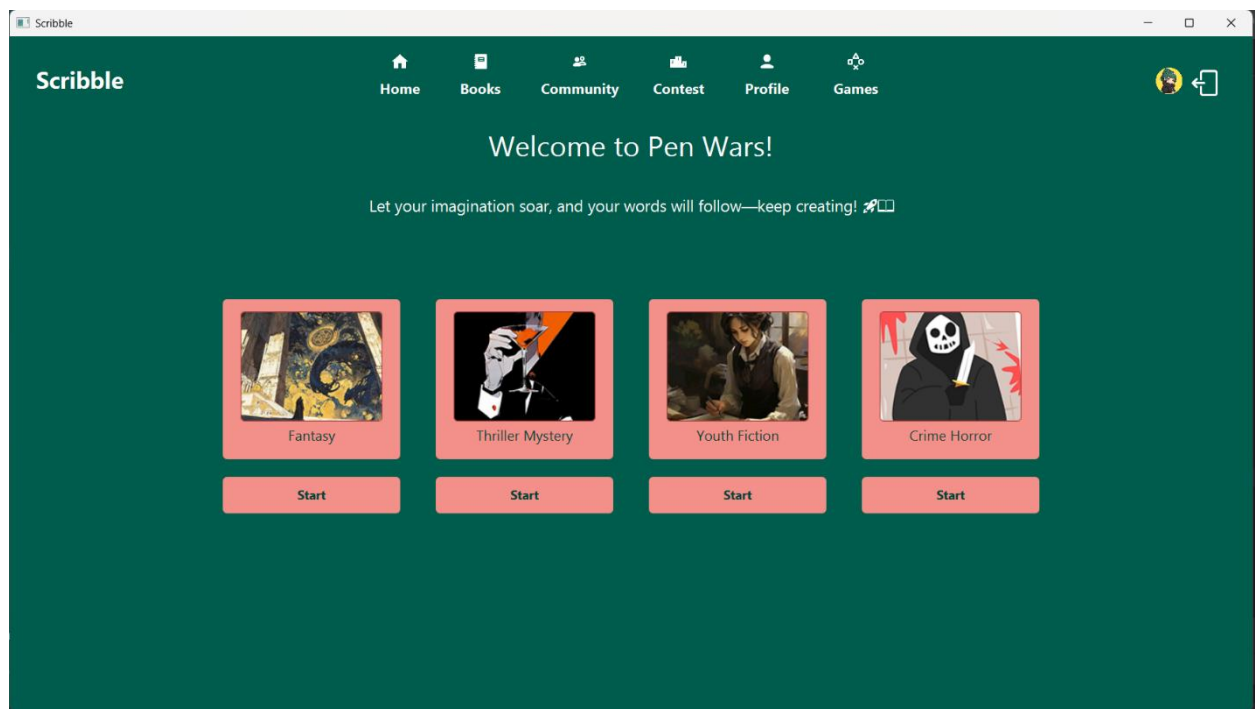 Scribble
Scribble
Home Books Community Contest Profile Games
Welcome to Pen Wars!
Let your imagination soar, and your words will follow—keep creating! 🚀📖
Fantasy Thriller Mystery Youth Fiction Crime Horror
Start Start Start Start